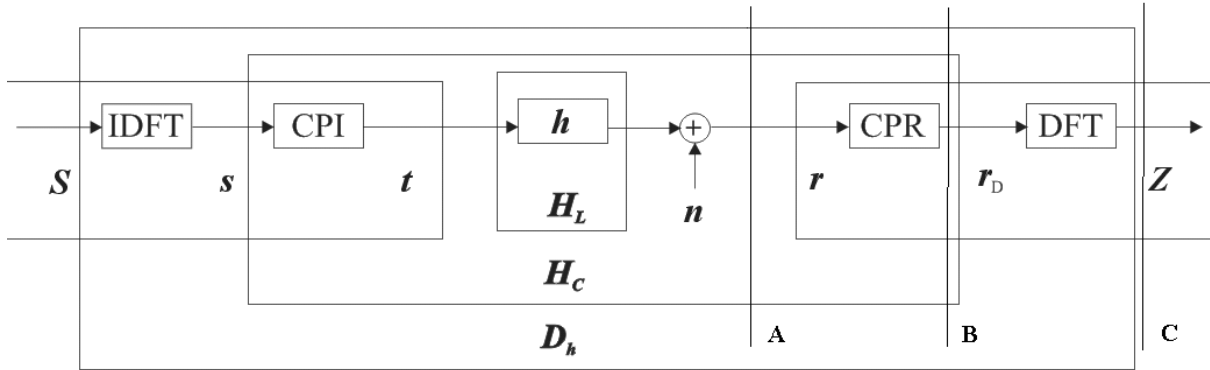 IDFT CPI h + CPR DFT
S s t n r r_D Z
H_L
H_C
D_h A B C